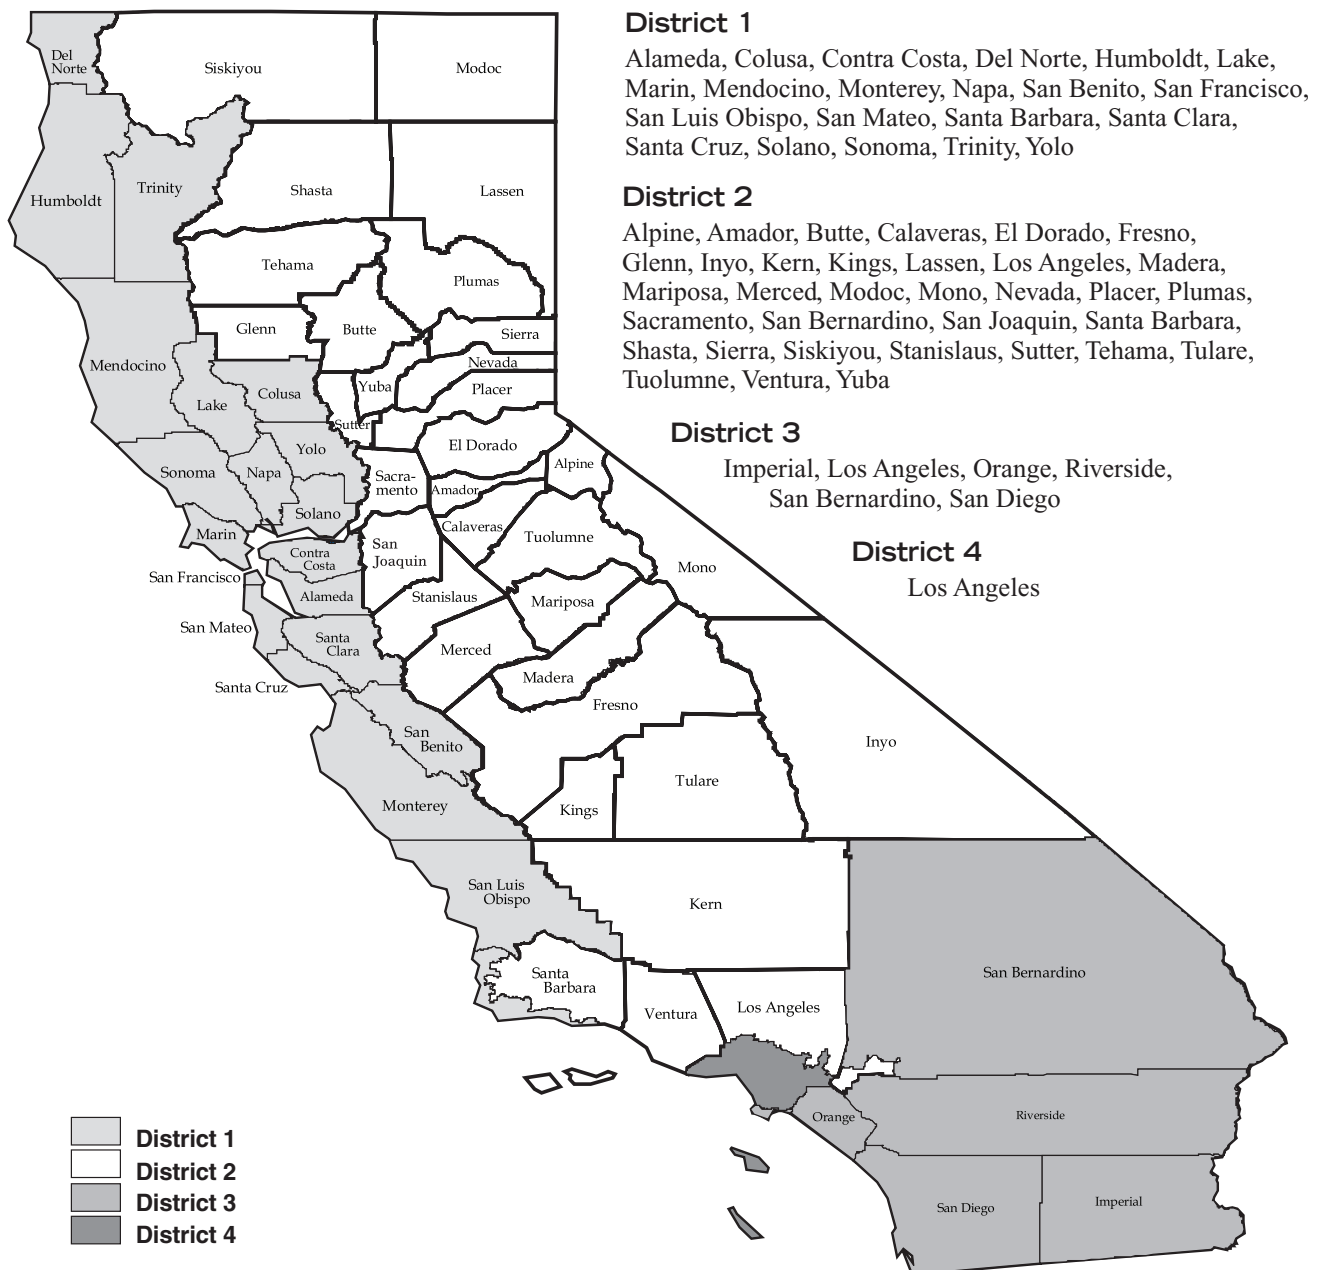 District 1
Alameda, Colusa, Contra Costa, Del Norte, Humboldt, Lake,
Marin, Mendocino, Monterey, Napa, San Benito, San Francisco,
San Luis Obispo, San Mateo, Santa Barbara, Santa Clara,
Santa Cruz, Solano, Sonoma, Trinity, Yolo
District 2
Alpine, Amador, Butte, Calaveras, El Dorado, Fresno,
Glenn, Inyo, Kern, Kings, Lassen, Los Angeles, Madera,
Mariposa, Merced, Modoc, Mono, Nevada, Placer, Plumas,
Sacramento, San Bernardino, San Joaquin, Santa Barbara,
Shasta, Sierra, Siskiyou, Stanislaus, Sutter, Tehama, Tulare,
Tuolumne, Ventura, Yuba
District 3
Imperial, Los Angeles, Orange, Riverside,
San Bernardino, San Diego
District 4
Los Angeles
Del
Norte
Siskiyou
Modoc
Humboldt
Trinity
Shasta
Lassen
Tehama
Plumas
Glenn
Butte
Sierra
Mendocino
Nevada
Lake
Colusa
Yuba
Placer
Sutter
Yolo
El Dorado
Sonoma
Napa
Sacra-
mento
Amador
Alpine
Solano
Marin
Calaveras
Tuolumne
Contra
Costa
San
Joaquin
Mono
San Francisco
Alameda
Stanislaus
Mariposa
San Mateo
Santa
Clara
Merced
Santa Cruz
Madera
Fresno
San
Benito
Inyo
Monterey
Kings
Tulare
San Luis
Obispo
Kern
Santa
Barbara
Ventura
Los Angeles
San Bernardino
Orange
Riverside
San Diego
Imperial
District 1
District 2
District 3
District 4